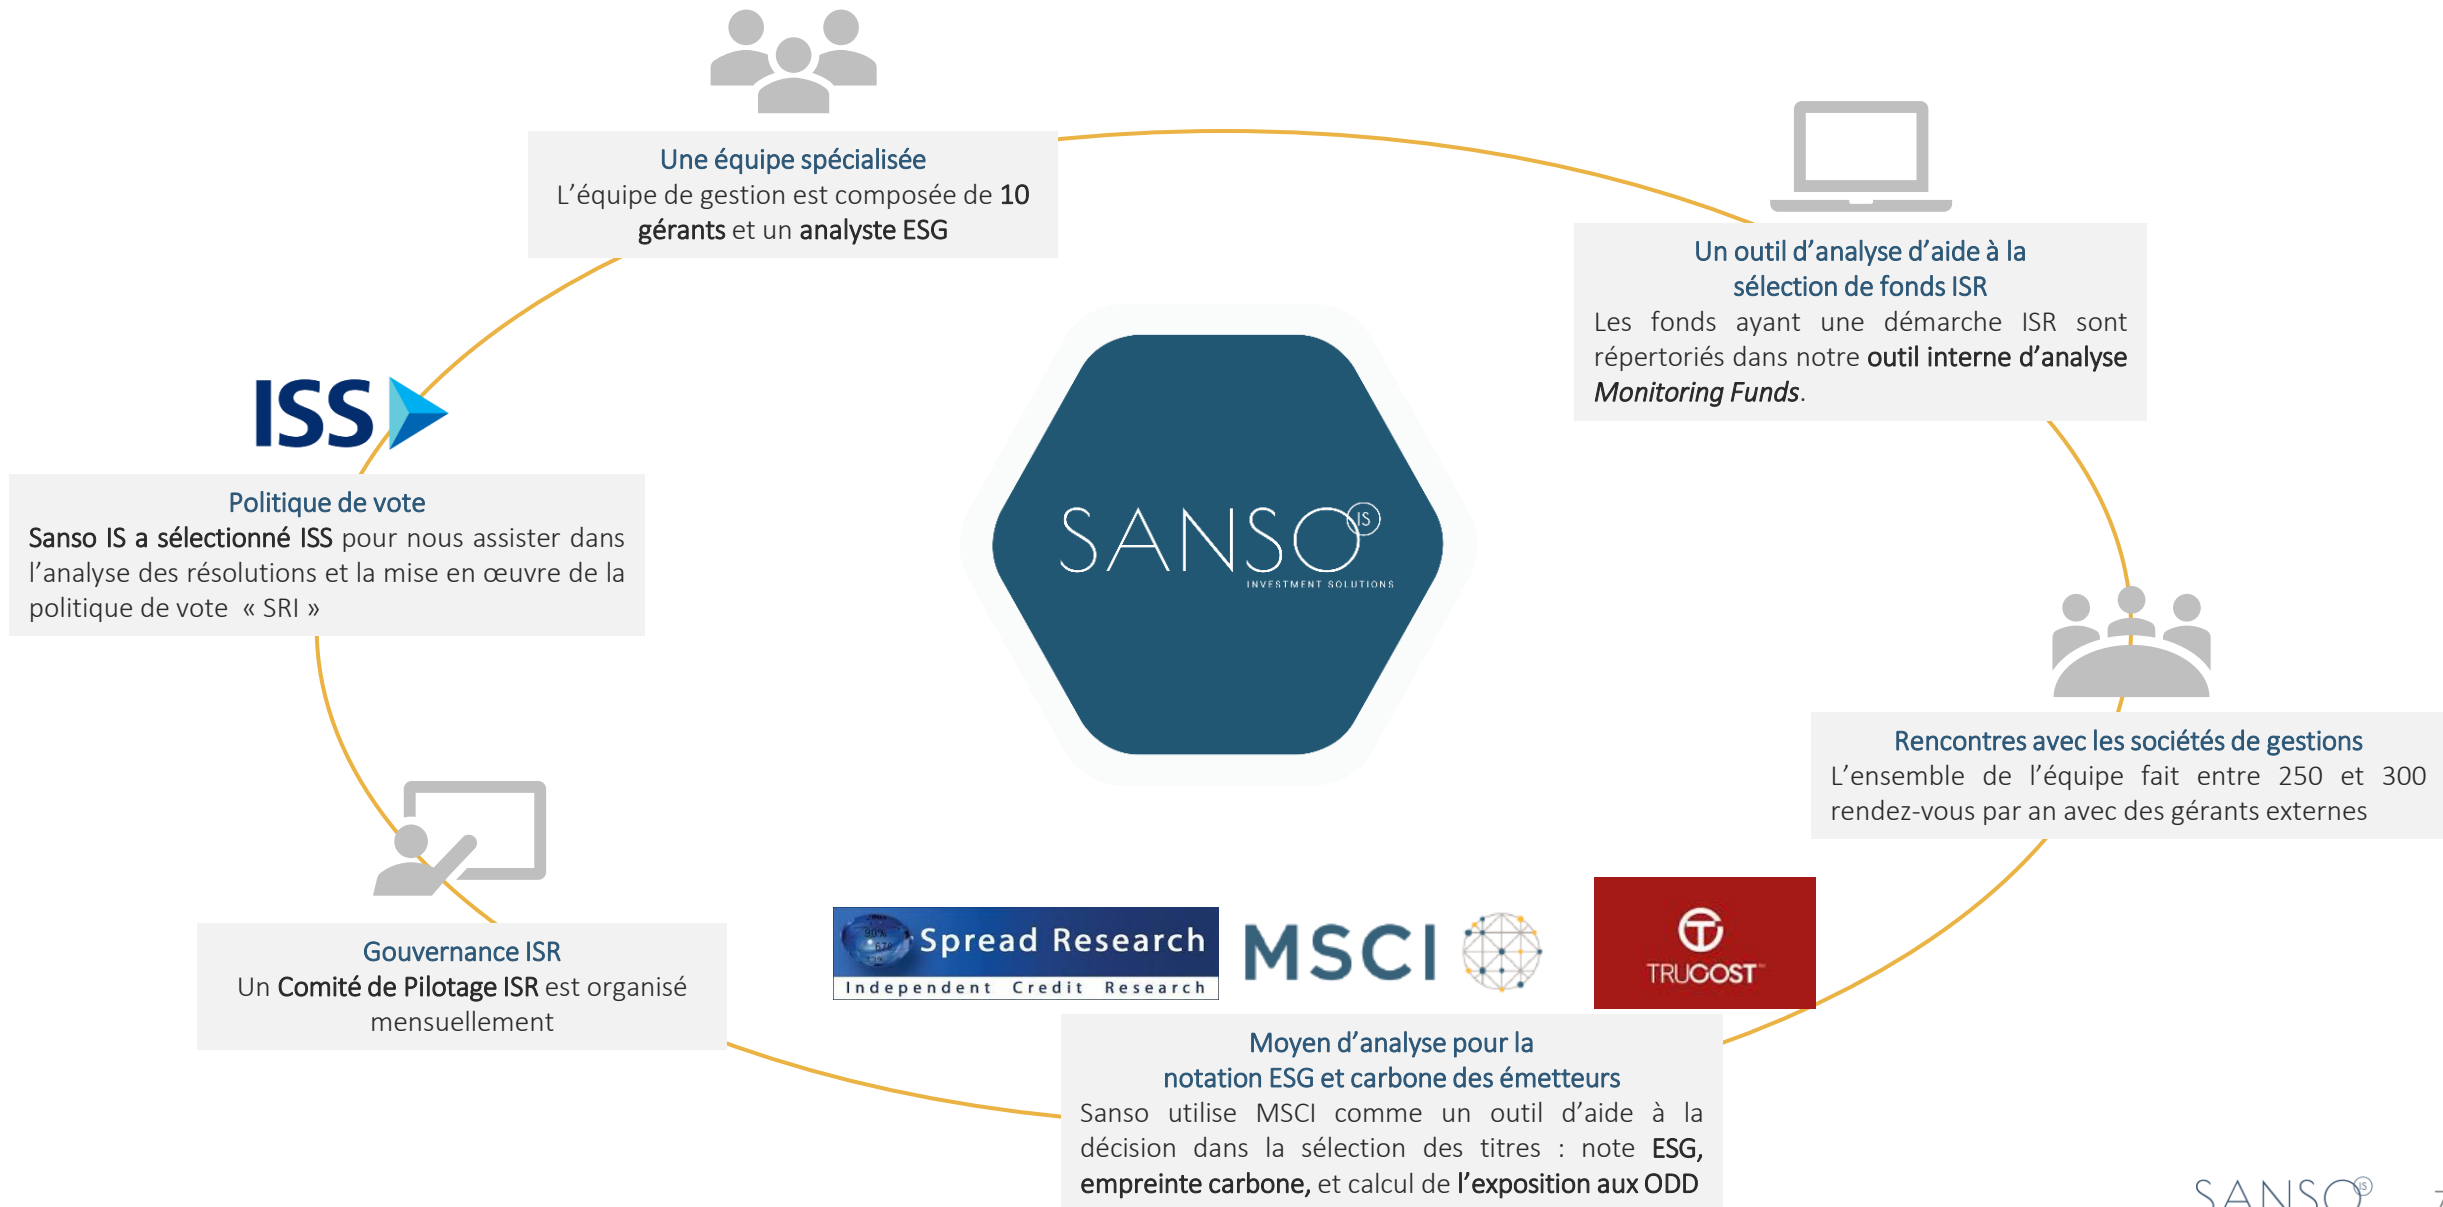 Une équipe spécialisée
L’équipe de gestion est composée de 10
gérants et un analyste ESG
Un outil d’analyse d’aide à la
sélection de fonds ISR
Les fonds ayant une démarche ISR sont
répertoriés dans notre outil interne d’analyse
Monitoring Funds.
ISS
Politique de vote
Sanso IS a sélectionné ISS pour nous assister dans
l’analyse des résolutions et la mise en œuvre de la
politique de vote « SRI »
SANSO IS
INVESTMENT SOLUTIONS
Rencontres avec les sociétés de gestions
L’ensemble de l’équipe fait entre 250 et 300
rendez-vous par an avec des gérants externes
Gouvernance ISR
Un Comité de Pilotage ISR est organisé
mensuellement
Spread Research
Independent Credit Research
MSCI
TRUCOST
Moyen d’analyse pour la
notation ESG et carbone des émetteurs
Sanso utilise MSCI comme un outil d’aide à la
décision dans la sélection des titres : note ESG,
empreinte carbone, et calcul de l’exposition aux ODD
SANSO IS
7